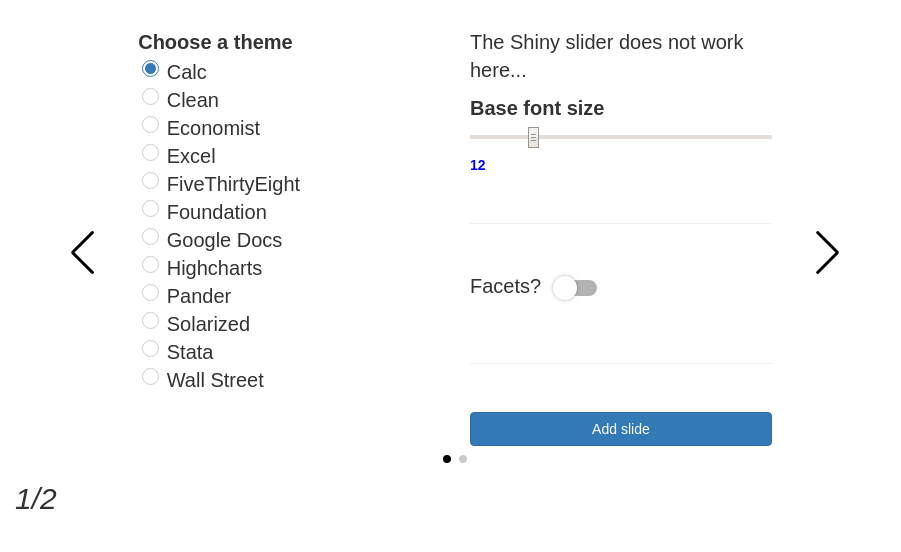 Choose a theme
Calc
Clean
Economist
Excel
FiveThirtyEight
Foundation
Google Docs
Highcharts
Pander
Solarized
Stata
Wall Street
The Shiny slider does not work
here...
Base font size
12
Facets?
Add slide
1/2